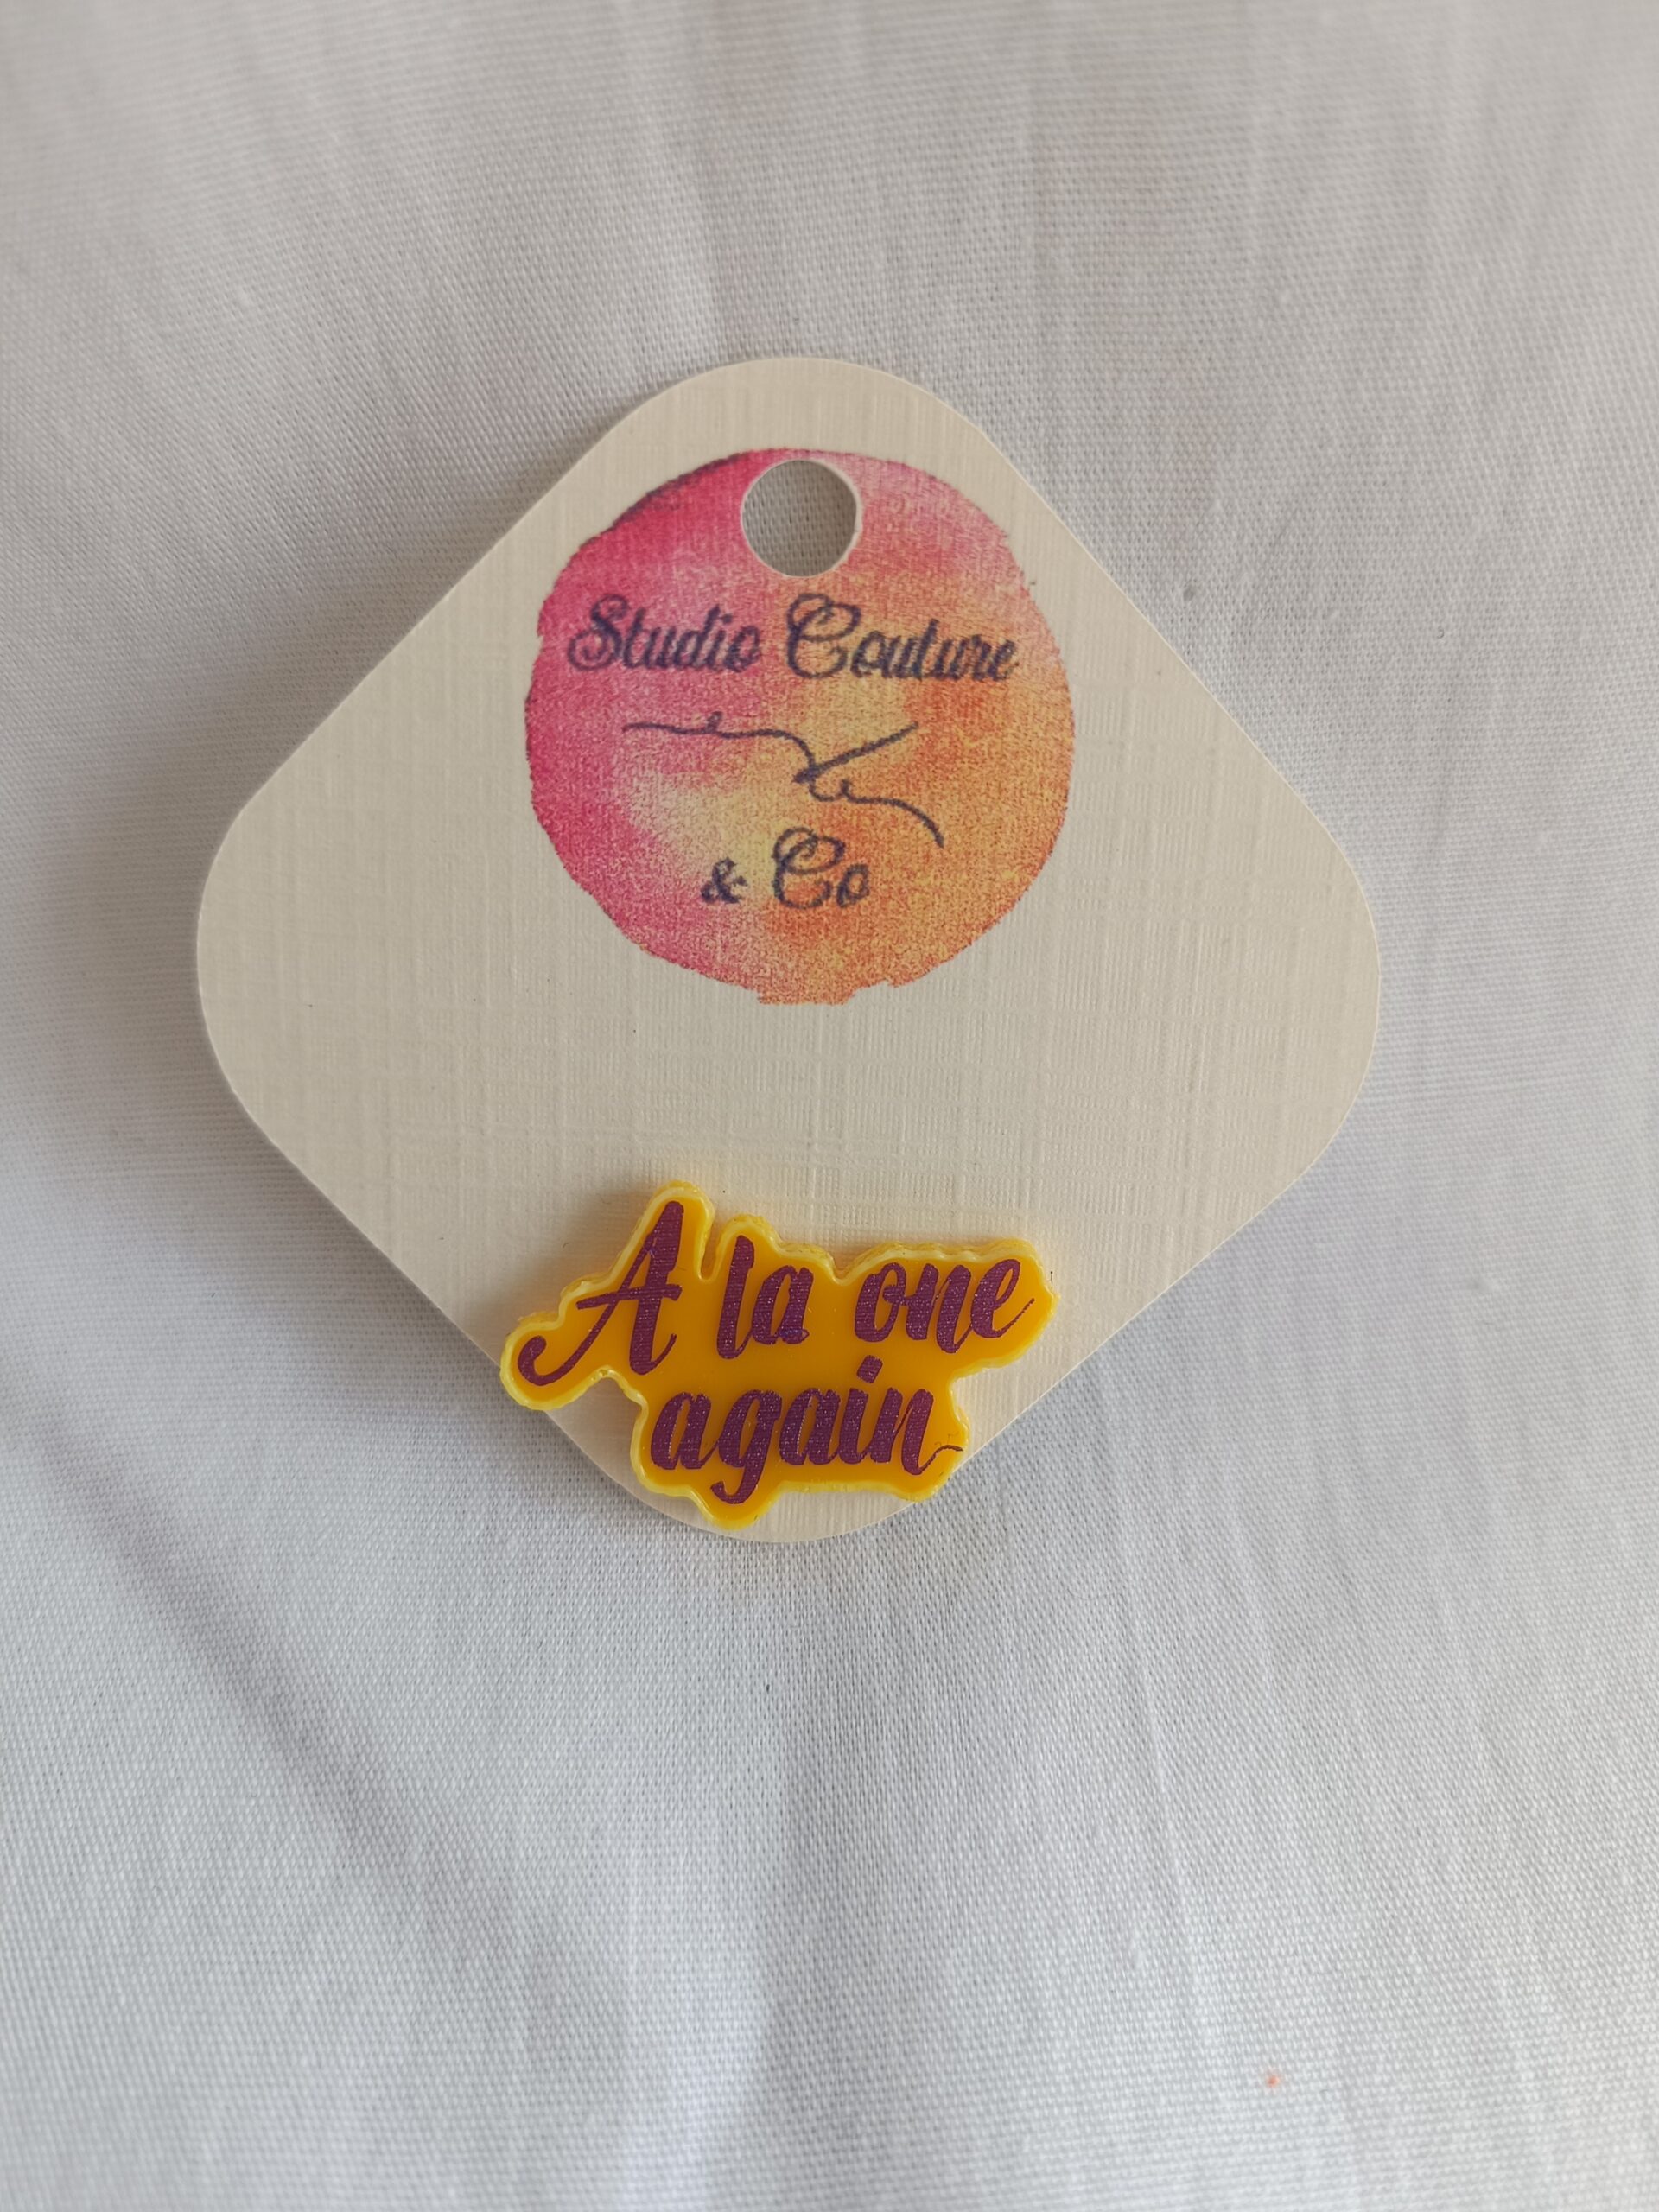 Studio Couture
& Co
A la one
again